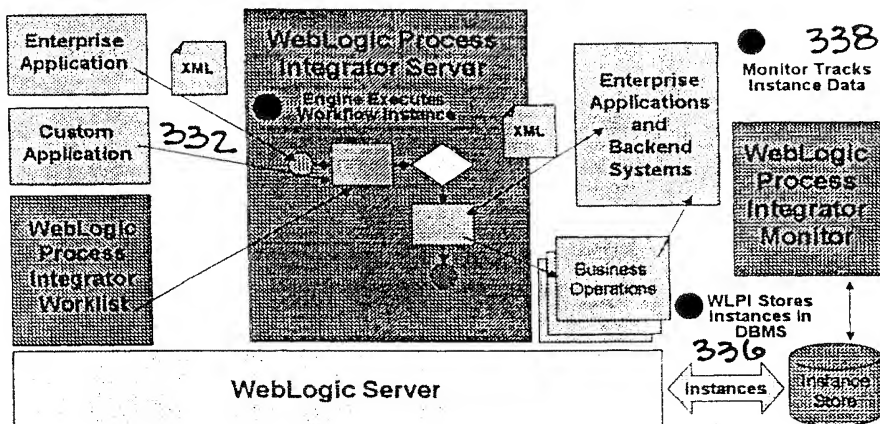 Enterprise
Application
XML
Custom
Application
332
WebLogic
Process
Integrator
Worklist
WebLogic Process
Integrator Server
Engine Executes
Workflow Instance
XML
Enterprise
Applications
and
Backend
Systems
Business
Operations
338
Monitor Tracks
Instance Data
WebLogic
Process
Integrator
Monitor
WLPI Stores
Instances in
DBMS
336
WebLogic Server
Instances
Instance
Store